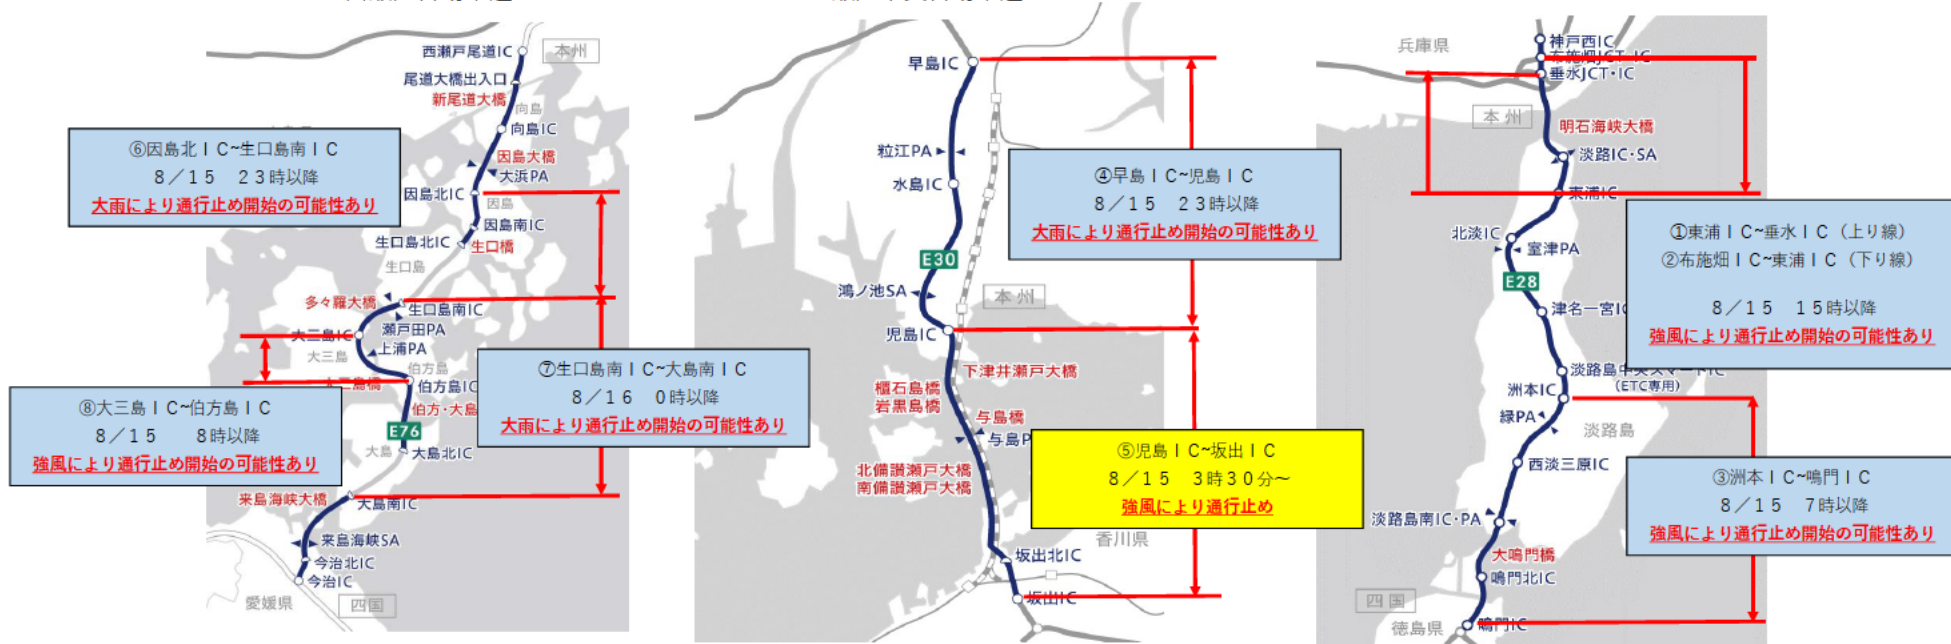 西瀬戸尾道IC
本州
尾道大橋出入口
新尾道大橋
向島
向島IC
⑥因島北ＩＣ~生口島南ＩＣ
８／１５　２３時以降
大雨により通行止め開始の可能性あり
因島大橋
大浜PA
因島北IC
因島
因島南IC
生口島北IC
生口橋
生口島
多々羅大橋
生口島南IC
瀬戸田PA
大三島IC
上浦PA
大三島
伯方島
大三島橋
伯方島IC
⑦生口島南ＩＣ~大島南ＩＣ
８／１６　０時以降
大雨により通行止め開始の可能性あり
⑧大三島ＩＣ~伯方島ＩＣ
８／１５　８時以降
強風により通行止め開始の可能性あり
伯方・大島
E76
大島
大島北IC
来島海峡大橋
大島南IC
来島海峡SA
今治北IC
今治IC
愛媛県
四国
早島IC
粒江PA
水島IC
④早島ＩＣ~児島ＩＣ
８／１５　２３時以降
大雨により通行止め開始の可能性あり
E30
鴻ノ池SA
本州
児島IC
下津井瀬戸大橋
櫃石島橋
岩黒島橋
与島橋
与島P
北備讃瀬戸大橋
南備讃瀬戸大橋
⑤児島ＩＣ~坂出ＩＣ
８／１５　３時３０分～
強風により通行止め
香川県
坂出北IC
坂出IC
兵庫県
神戸西IC
布施畑JCT・IC
垂水JCT・IC
本州
明石海峡大橋
淡路IC・SA
東浦IC
北淡IC
室津PA
①東浦ＩＣ~垂水ＩＣ（上り線）
②布施畑ＩＣ~東浦ＩＣ（下り線）
８／１５　１５時以降
強風により通行止め開始の可能性あり
E28
津名一宮IC
淡路島中央スマートIC
(ETC専用)
洲本IC
緑PA
淡路島
西淡三原IC
③洲本ＩＣ~鳴門ＩＣ
８／１５　７時以降
強風により通行止め開始の可能性あり
淡路島南IC・PA
大鳴門橋
鳴門北IC
四国
徳島県
鳴門IC